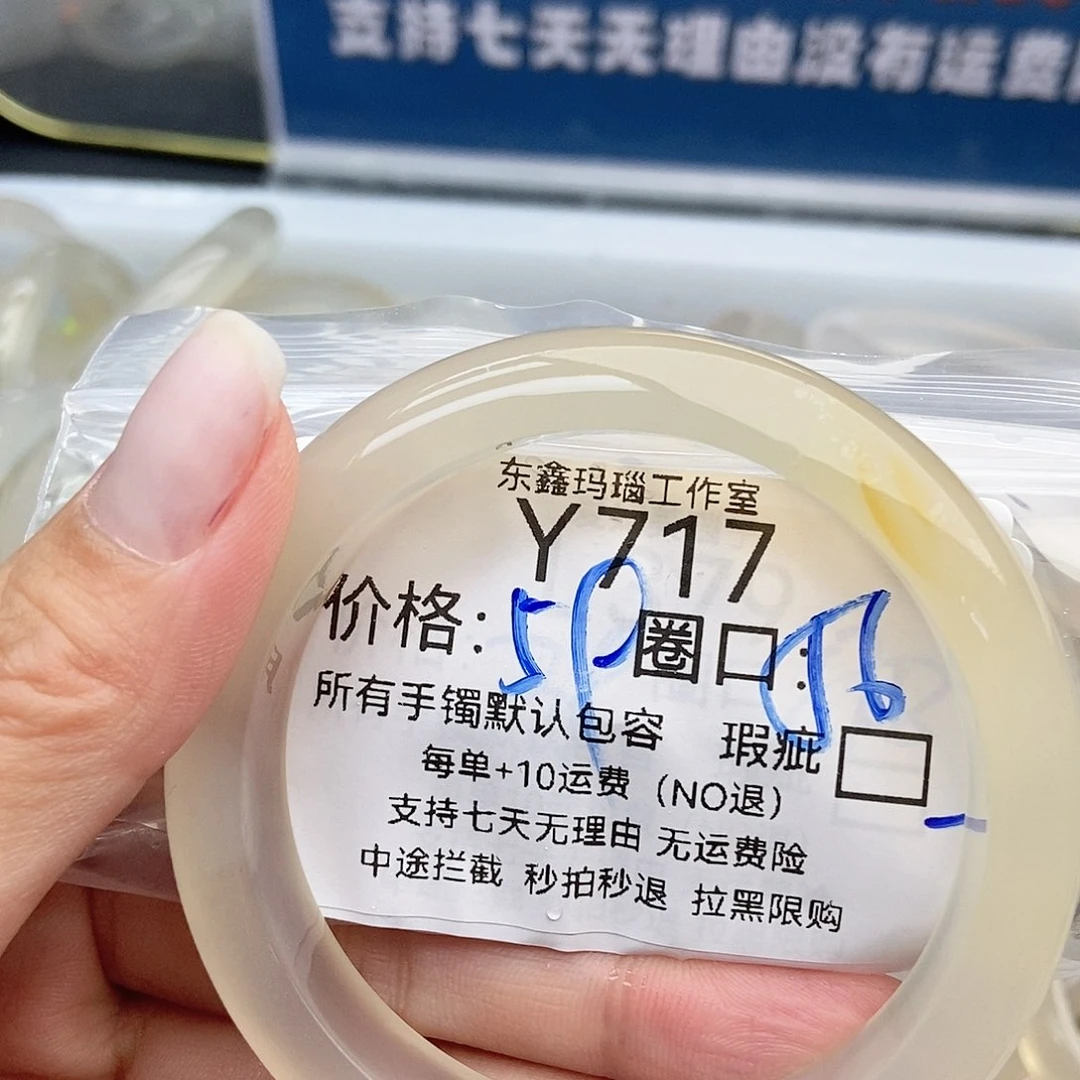 支持七天无理由没有运费
东鑫玛瑙工作室
Y717
价格: 5 圈口: 56
所有手镯默认包容 瑕疵
每单+10运费（NO退）
支持七天无理由 无运费险
中途拦截 秒拍秒退 拉黑限购